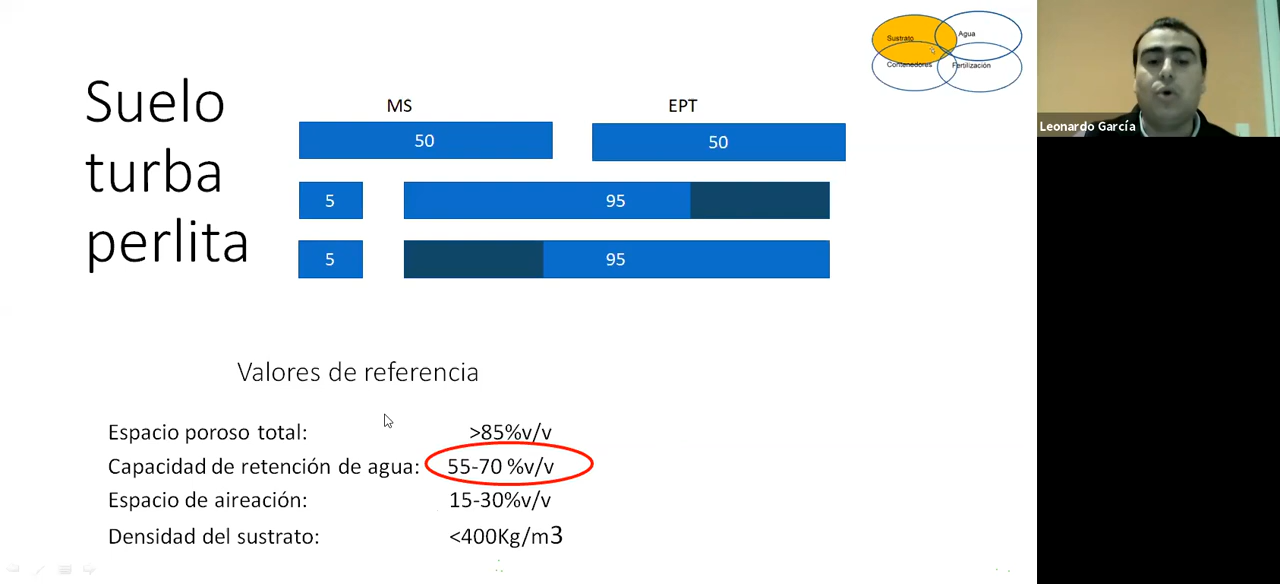 Sustrato
Agua
Contenedores
Fertilización
Leonardo García
Suelo
turba
perlita
MS
EPT
50
50
5
95
5
95
Valores de referencia
Espacio poroso total: >85%v/v
Capacidad de retención de agua: 55-70 %v/v
Espacio de aireación: 15-30%v/v
Densidad del sustrato: <400Kg/m3